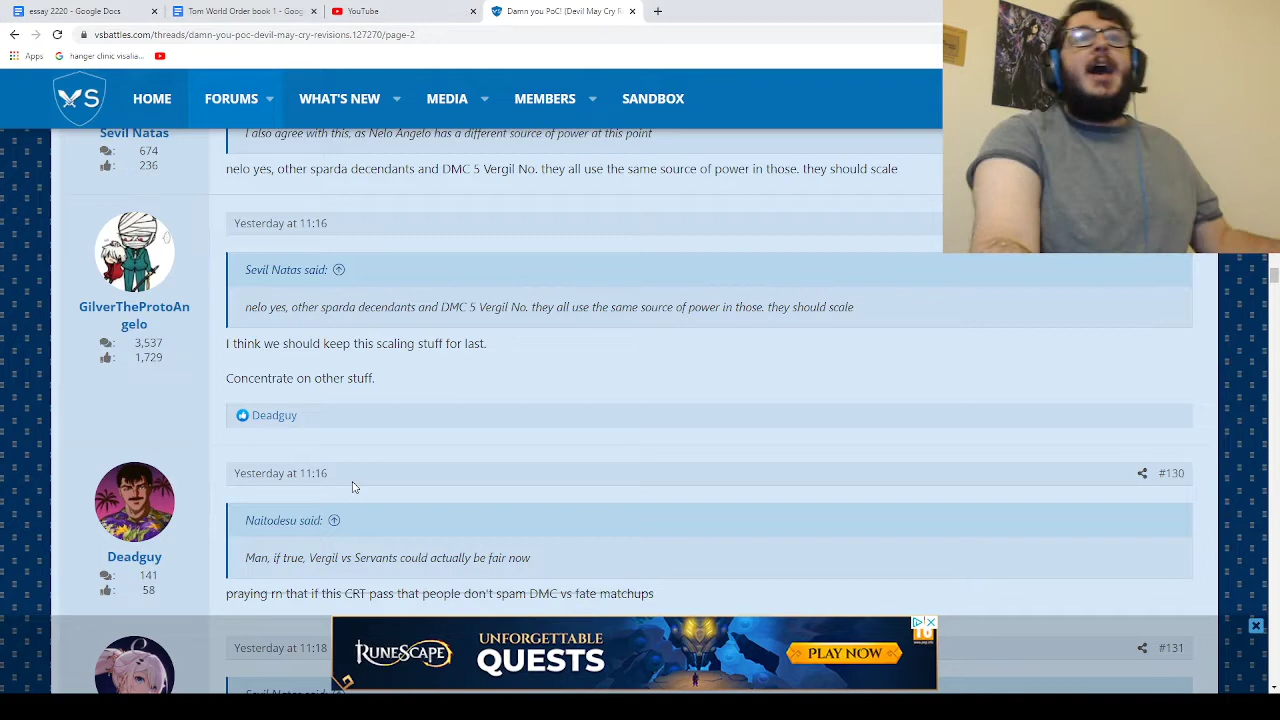 essay 2220 - Google Docs
Tom World Order book 1 - Goog
YouTube
Damn you PoC! (Devil May Cry R
vsbattles.com/threads/damn-you-poc-devil-may-cry-revisions.127270/page-2
Apps
hanger clinic visalia...
VS
HOME
FORUMS
WHAT'S NEW
MEDIA
MEMBERS
SANDBOX
Sevil Natas
674
236
I also agree with this, as Nelo Angelo has a different source of power at this point
nelo yes, other sparda decendants and DMC 5 Vergil No. they all use the same source of power in those. they should scale
GilverTheProtoAn
gelo
3,537
1,729
Yesterday at 11:16
Sevil Natas said:
nelo yes, other sparda decendants and DMC 5 Vergil No. they all use the same source of power in those. they should scale
I think we should keep this scaling stuff for last.
Concentrate on other stuff.
Deadguy
Deadguy
141
58
Yesterday at 11:16
#130
Naitodesu said:
Man, if true, Vergil vs Servants could actually be fair now
praying rn that if this CRT pass that people don't spam DMC vs fate matchups
Yesterday at 11:18
#131
RUNESCAPE
UNFORGETTABLE
QUESTS
PLAY NOW